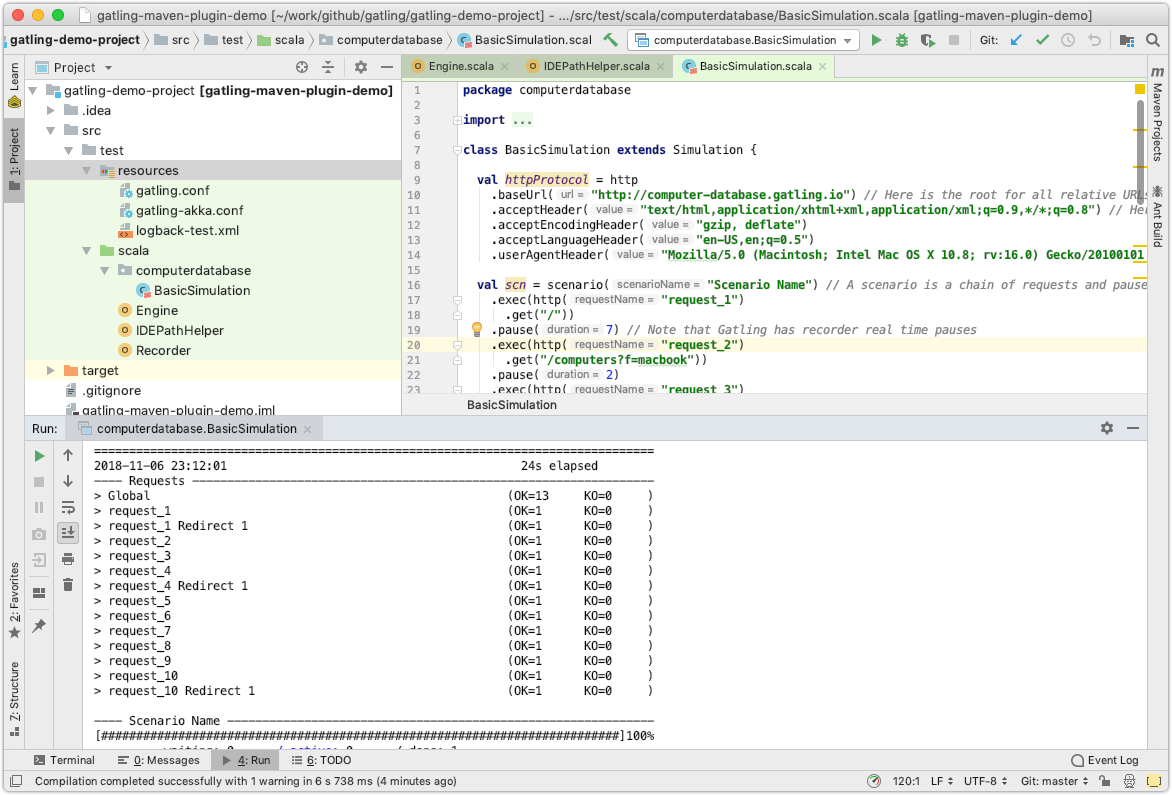 gatling-maven-plugin-demo [~/work/github/gatling/gatling-demo-project] - .../src/test/scala/computerdatabase/BasicSimulation.scala [gatling-maven-plugin-demo]
gatling-demo-project src test scala computerdatabase BasicSimulation.scal computerdatabase.BasicSimulation Git:
Learn
1: Project
2: Favorites
7: Structure
Project
gatling-demo-project [gatling-maven-plugin-demo]
.idea
src
test
resources
gatling.conf
gatling-akka.conf
logback-test.xml
scala
computerdatabase
BasicSimulation
Engine
IDEPathHelper
Recorder
target
.gitignore
gatling-maven-plugin-demo.iml
Engine.scala IDEPathHelper.scala BasicSimulation.scala
1 package computerdatabase
2
3 import ...
6
7 class BasicSimulation extends Simulation {
8
9 val httpProtocol = http
10 .baseUrl( url = "http://computer-database.gatling.io") // Here is the root for all relative URLs
11 .acceptHeader( value = "text/html,application/xhtml+xml,application/xml;q=0.9,*/*;q=0.8") // He
12 .acceptEncodingHeader( value = "gzip, deflate")
13 .acceptLanguageHeader( value = "en-US,en;q=0.5")
14 .userAgentHeader( value = "Mozilla/5.0 (Macintosh; Intel Mac OS X 10.8; rv:16.0) Gecko/20100101
15
16 val scn = scenario( scenarioName = "Scenario Name") // A scenario is a chain of requests and pause
17 .exec(http( requestName = "request_1")
18 .get("/"))
19 .pause( duration = 7) // Note that Gatling has recorder real time pauses
20 .exec(http( requestName = "request_2")
21 .get("/computers?f=macbook"))
22 .pause( duration = 2)
23 .exec(http( requestName = "request_3")
BasicSimulation
m Maven Projects
Ant Build
Run: computerdatabase.BasicSimulation
================================================================================
2018-11-06 23:12:01 24s elapsed
---- Requests ------------------------------------------------------------------
> Global (OK=13 KO=0 )
> request_1 (OK=1 KO=0 )
> request_1 Redirect 1 (OK=1 KO=0 )
> request_2 (OK=1 KO=0 )
> request_3 (OK=1 KO=0 )
> request_4 (OK=1 KO=0 )
> request_4 Redirect 1 (OK=1 KO=0 )
> request_5 (OK=1 KO=0 )
> request_6 (OK=1 KO=0 )
> request_7 (OK=1 KO=0 )
> request_8 (OK=1 KO=0 )
> request_9 (OK=1 KO=0 )
> request_10 (OK=1 KO=0 )
> request_10 Redirect 1 (OK=1 KO=0 )
---- Scenario Name -------------------------------------------------------------
[##########################################################################]100%
waiting: 0 / active: 0 / done: 1
Terminal 0: Messages 4: Run 6: TODO Event Log
Compilation completed successfully with 1 warning in 6 s 738 ms (4 minutes ago) 120:1 LF UTF-8 Git: master